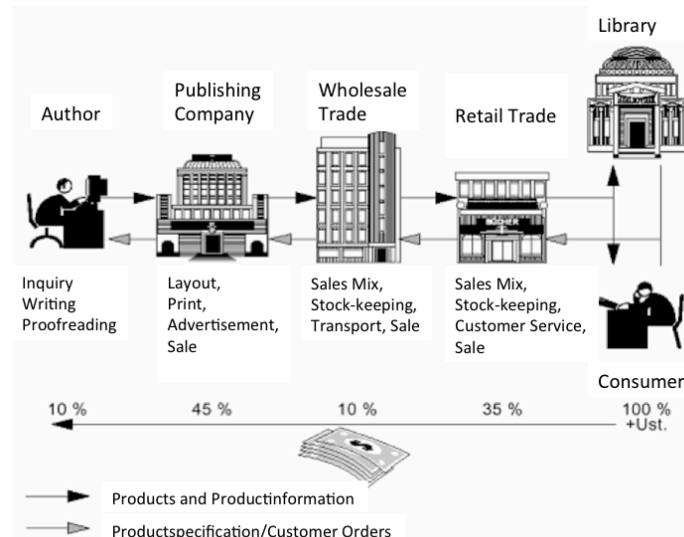 Library
Publishing
Company
Wholesale
Trade
Author
Retail Trade
BÜCHER
Inquiry
Writing
Proofreading
Layout,
Print,
Advertisement,
Sale
Sales Mix,
Stock-keeping,
Transport, Sale
Sales Mix,
Stock-keeping,
Customer Service,
Sale
Consumer
10 %
45 %
10 %
35 %
100 %
+Ust.
Products and Productinformation
Productspecification/Customer Orders